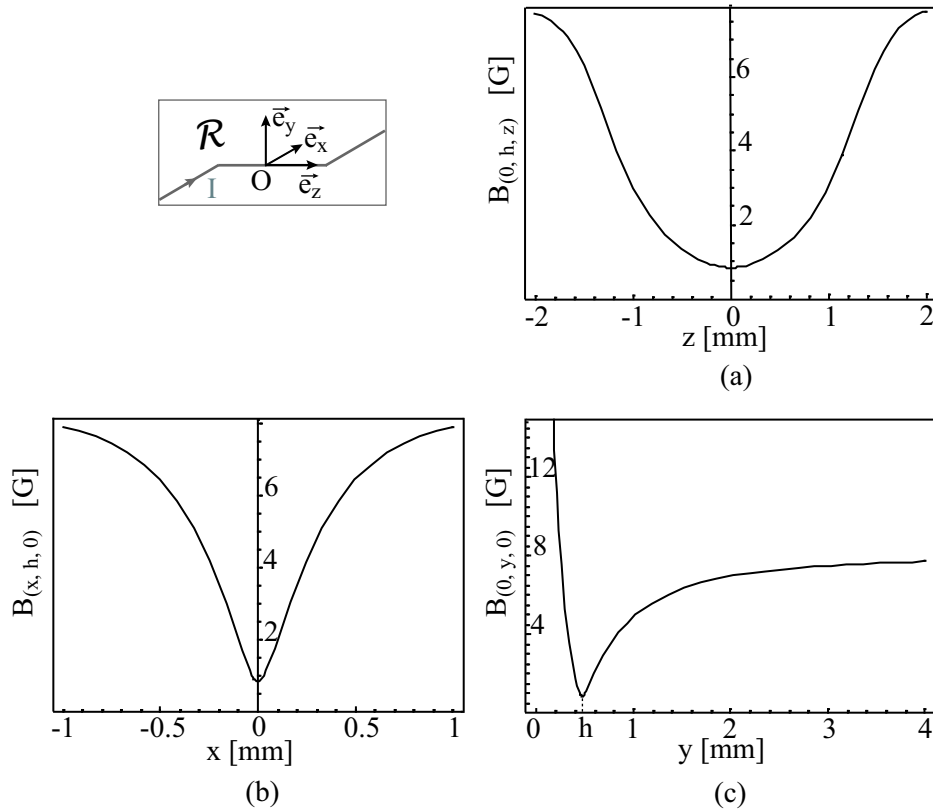 R
e_y
e_x
O
I
e_z
B(0, h, z) [G]
6
4
2
-2 -1 0 1 2
z [mm]
(a)
B(x, h, 0) [G]
6
4
2
-1 -0.5 0 0.5 1
x [mm]
(b)
B(0, y, 0) [G]
12
8
4
0 h 1 2 3 4
y [mm]
(c)